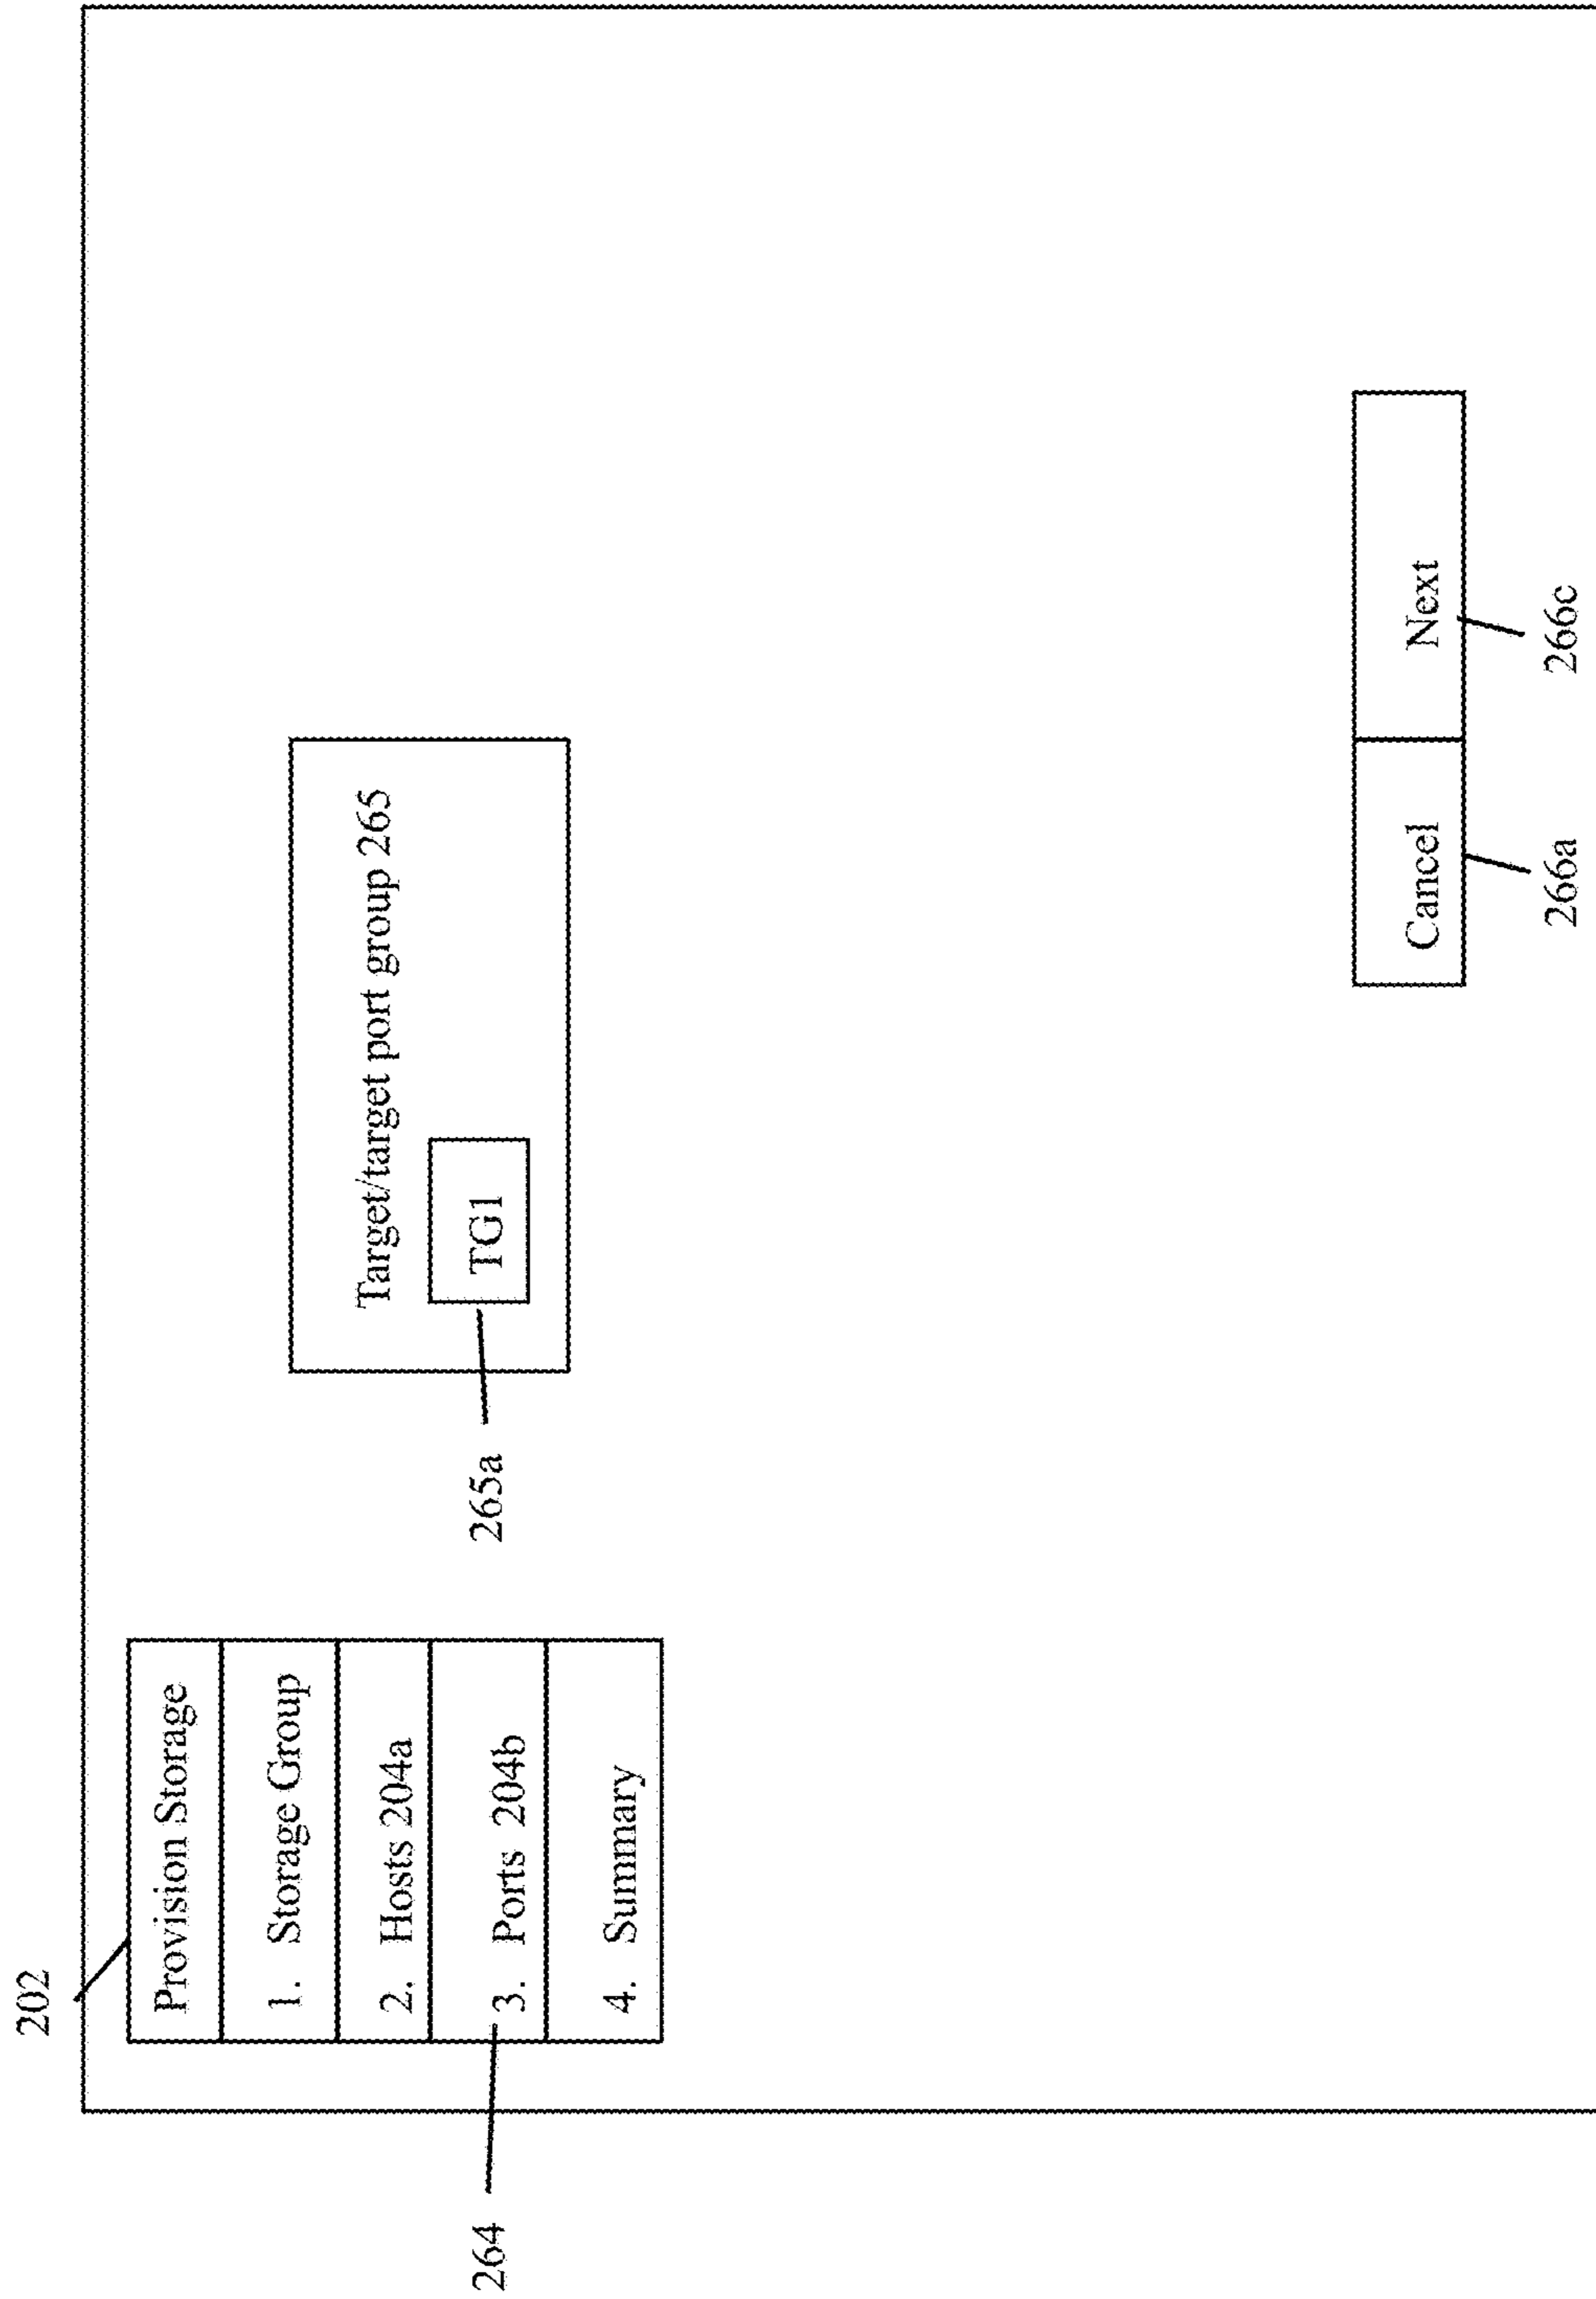 202
Provision Storage
1. Storage Group
2. Hosts 204a
3. Ports 204b
4. Summary
264
Target/target port group 265
TG1
265a
Cancel
Next
266a
266c